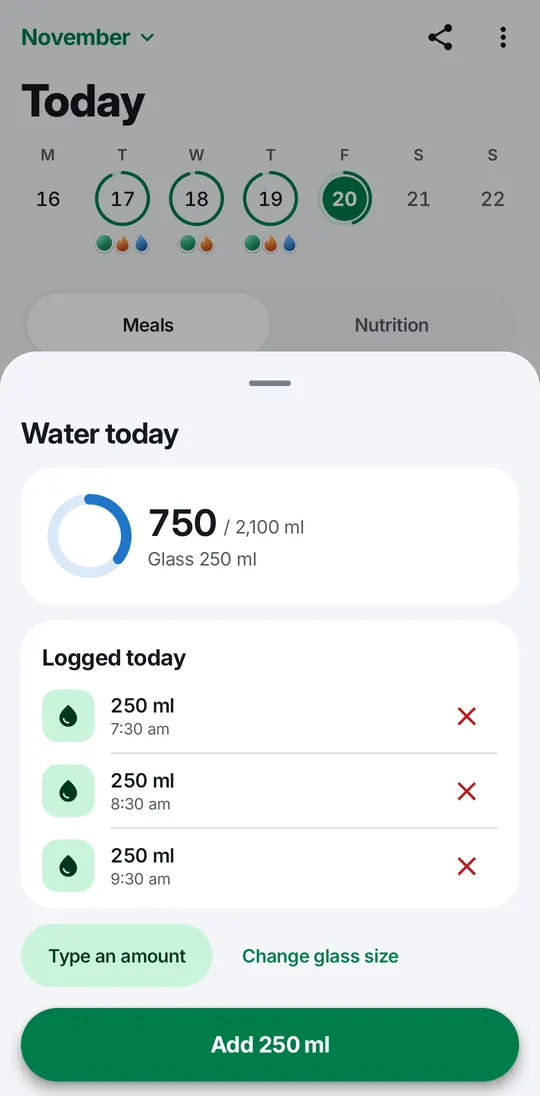 November
Today
M T W T F S S
16 17 18 19 20 21 22
Meals Nutrition
Water today
750 / 2,100 ml
Glass 250 ml
Logged today
250 ml
7:30 am
250 ml
8:30 am
250 ml
9:30 am
Type an amount Change glass size
Add 250 ml